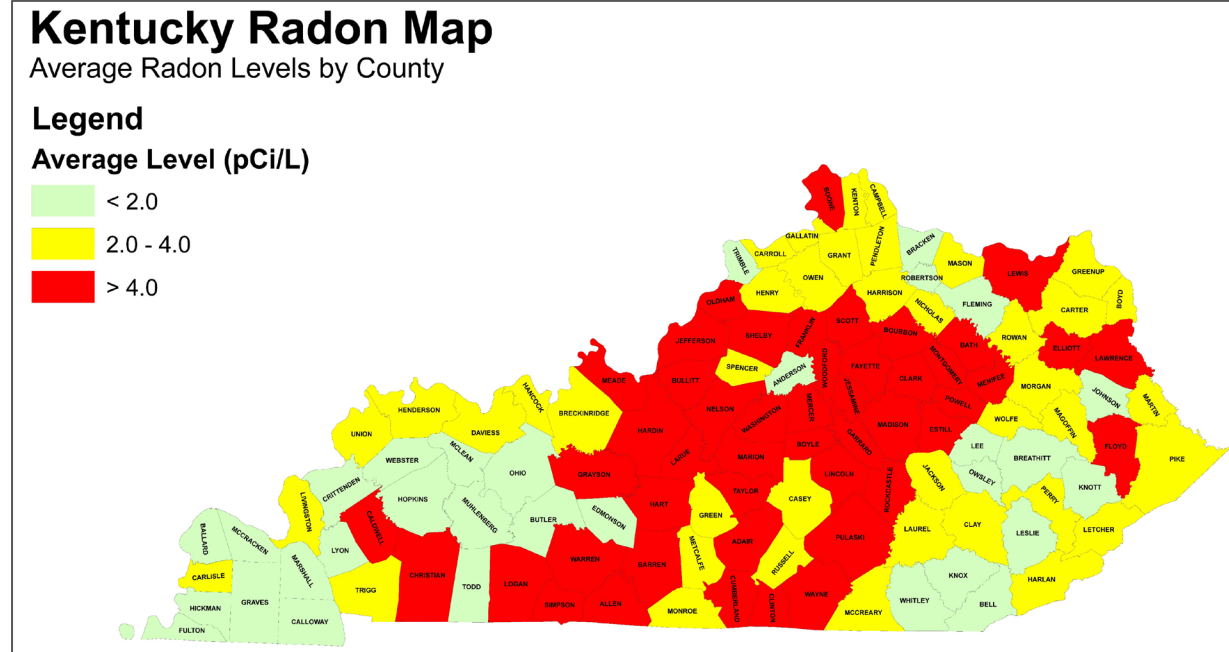 Kentucky Radon Map
Average Radon Levels by County
Legend
Average Level (pCi/L)
< 2.0
2.0 - 4.0
> 4.0
BOONE
KENTON
CAMPBELL
GALLATIN
CARROLL
TRIMBLE
GRANT
PENDLETON
BRACKEN
MASON
LEWIS
GREENUP
OWEN
ROBERTSON
HENRY
HARRISON
NICHOLAS
FLEMING
CARTER
BOYD
OLDHAM
SCOTT
BOURBON
ROWAN
SHELBY
FRANKLIN
JEFFERSON
BATH
ELLIOTT
LAWRENCE
SPENCER
ANDERSON
WOODFORD
FAYETTE
MONTGOMERY
MENIFEE
MEADE
BULLITT
CLARK
MORGAN
JOHNSON
MARTIN
HANCOCK
BRECKINRIDGE
NELSON
WASHINGTON
MERCER
JESSAMINE
POWELL
MAGOFFIN
HENDERSON
UNION
DAVIESS
HARDIN
MADISON
ESTILL
WOLFE
FLOYD
PIKE
MCLEAN
OHIO
BOYLE
GARRARD
LEE
BREATHITT
WEBSTER
LARUE
MARION
GRAYSON
LINCOLN
ROCKCASTLE
JACKSON
OWSLEY
KNOTT
CRITTENDEN
HOPKINS
MUHLENBERG
HART
TAYLOR
CASEY
PERRY
LIVINGSTON
BUTLER
EDMONSON
GREEN
LAUREL
CLAY
LESLIE
LETCHER
CALDWELL
ADAIR
PULASKI
BALLARD
MCCRACKEN
LYON
WARREN
METCALFE
RUSSELL
MARSHALL
BARREN
HARLAN
CARLISLE
CHRISTIAN
TODD
LOGAN
KNOX
TRIGG
CUMBERLAND
CLINTON
WAYNE
HICKMAN
GRAVES
SIMPSON
ALLEN
MONROE
MCCREARY
WHITLEY
BELL
CALLOWAY
FULTON